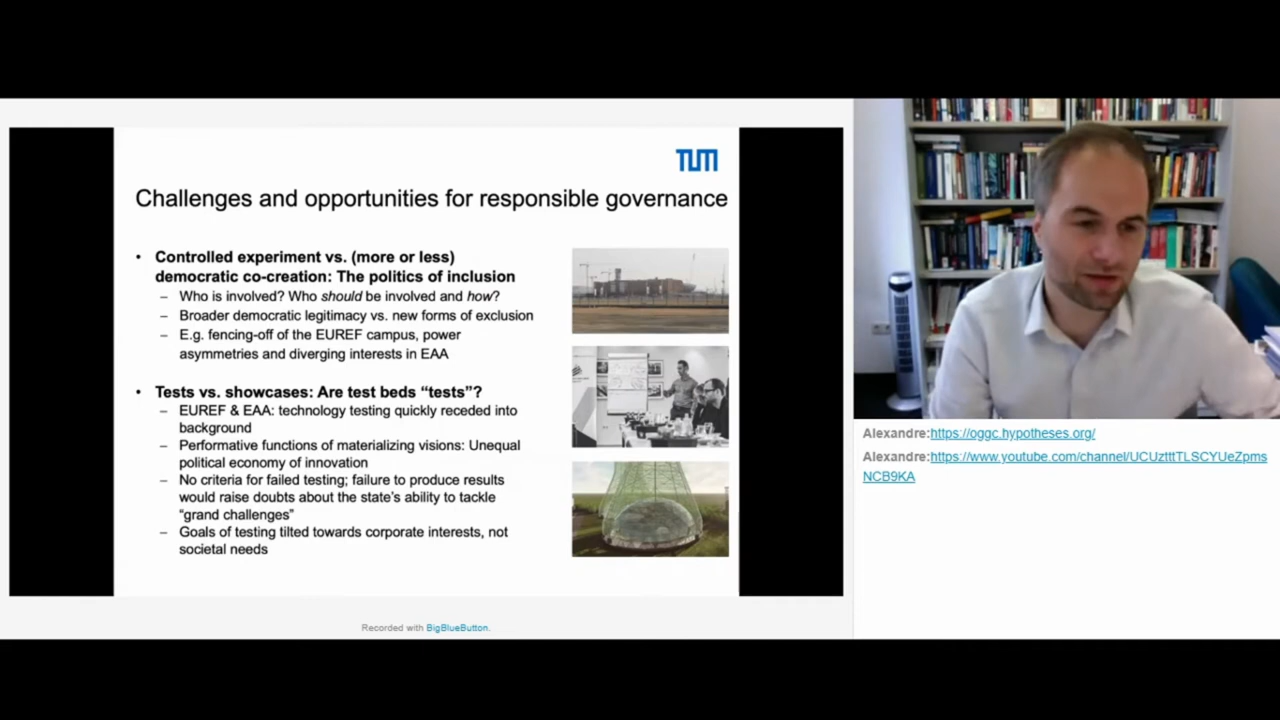 TUM
Challenges and opportunities for responsible governance
• Controlled experiment vs. (more or less)
democratic co-creation: The politics of inclusion
– Who is involved? Who should be involved and how?
– Broader democratic legitimacy vs. new forms of exclusion
– E.g. fencing-off of the EUREF campus, power
asymmetries and diverging interests in EAA
• Tests vs. showcases: Are test beds “tests”?
– EUREF & EAA: technology testing quickly receded into
background
– Performative functions of materializing visions: Unequal
political economy of innovation
– No criteria for failed testing; failure to produce results
would raise doubts about the state’s ability to tackle
“grand challenges”
– Goals of testing tilted towards corporate interests, not
societal needs
Recorded with BigBlueButton.
Alexandre:https://oggc.hypotheses.org/
Alexandre:https://www.youtube.com/channel/UCUztttTLSCYUeZpms
NCB9KA